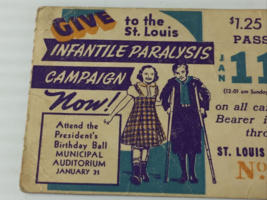 GIVE to the
St. Louis
INFANTILE PARALYSIS
CAMPAIGN
Now!
Attend the
President's
Birthday Ball
MUNICIPAL
AUDITORIUM
JANUARY 31
$1.25
PASS
JAN
11
(12:01 am Sunday
on all ca
Bearer i
thro
ST. LOUIS
No